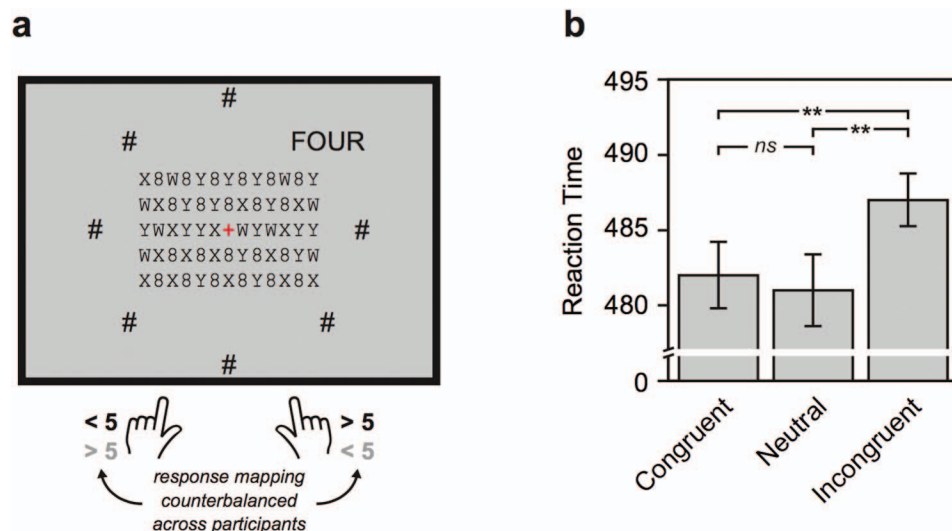 a
#
#
FOUR
X8W8Y8Y8Y8W8Y
WX8Y8Y8X8Y8XW
YWXYYX+WYWXYY
WX8X8X8Y8X8YW
X8X8Y8X8Y8X8X
#
#
#
#
#
< 5
> 5
> 5
< 5
response mapping
counterbalanced
across participants
b
Reaction Time
495
490
485
480
0
**
**
ns
Congruent
Neutral
Incongruent